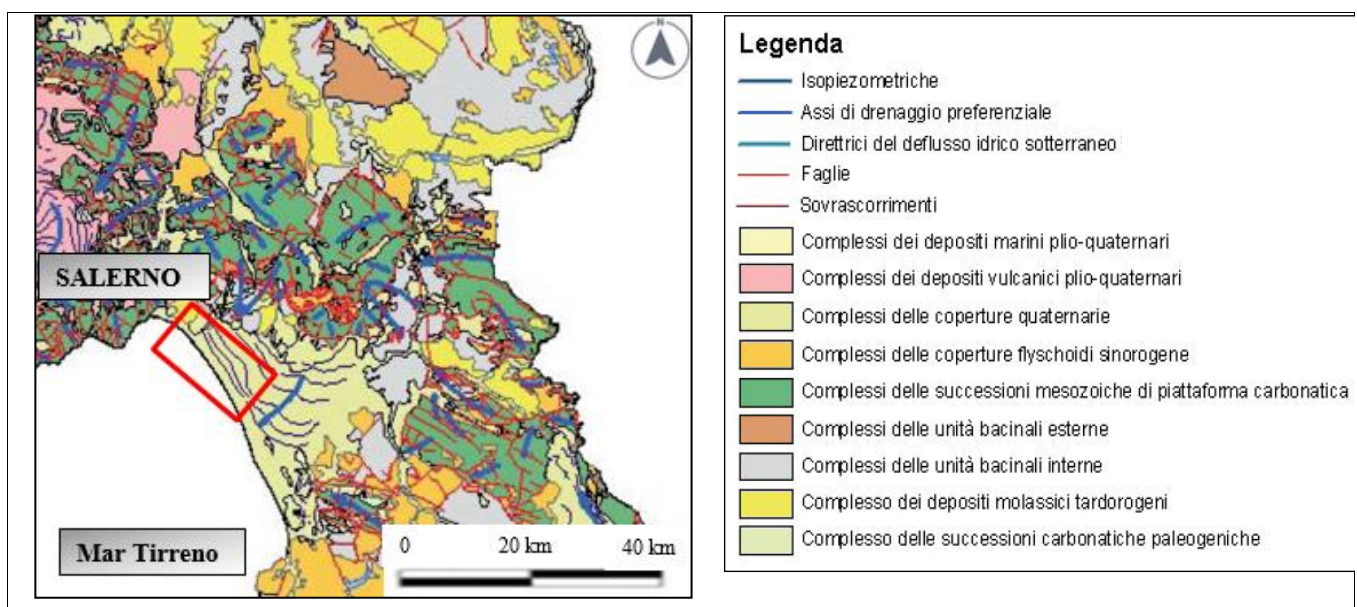 N
SALERNO
Mar Tirreno
0 20 km 40 km
Legenda
Isopiezometriche
Assi di drenaggio preferenziale
Direttrici del deflusso idrico sotterraneo
Faglie
Sovrascorrimenti
Complessi dei depositi marini plio-quaternari
Complessi dei depositi vulcanici plio-quaternari
Complessi delle coperture quaternarie
Complessi delle coperture flyschoidi sinorogene
Complessi delle successioni mesozoiche di piattaforma carbonatica
Complessi delle unità bacinali esterne
Complessi delle unità bacinali interne
Complesso dei depositi molassici tardorogeni
Complesso delle successioni carbonatiche paleogeniche